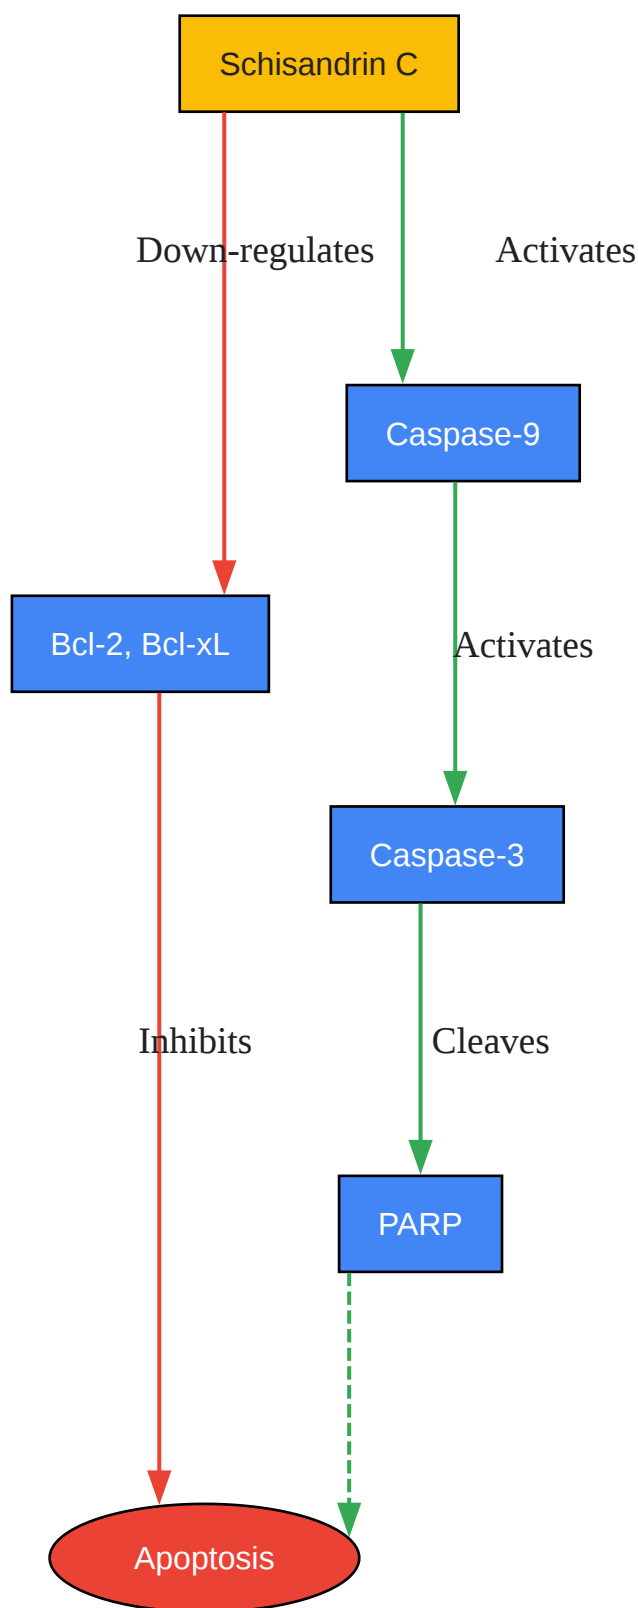 Schisandrin C
Down-regulates
Activates
Caspase-9
Bcl-2, Bcl-xL
Activates
Caspase-3
Inhibits
Cleaves
PARP
Apoptosis